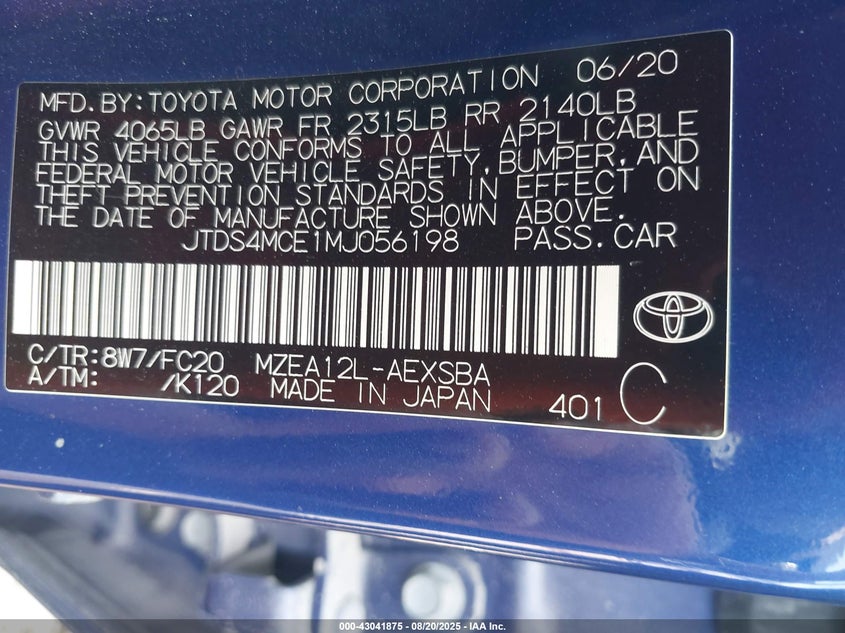 MFD. BY: TOYOTA MOTOR CORPORATION 06/20
GVWR 4065LB GAWR FR 2315LB RR 2140LB
THIS VEHICLE CONFORMS TO ALL APPLICABLE
FEDERAL MOTOR VEHICLE SAFETY, BUMPER, AND
THEFT PREVENTION STANDARDS IN EFFECT ON
THE DATE OF MANUFACTURE SHOWN ABOVE.
JTDS4MCE1MJ056198 PASS. CAR
C/TR: 8W7/FC20 MZEA12L-AEXSBA
A/TM: /K120 MADE IN JAPAN 401 C
000-43041875 - 08/20/2025 - IAA Inc.